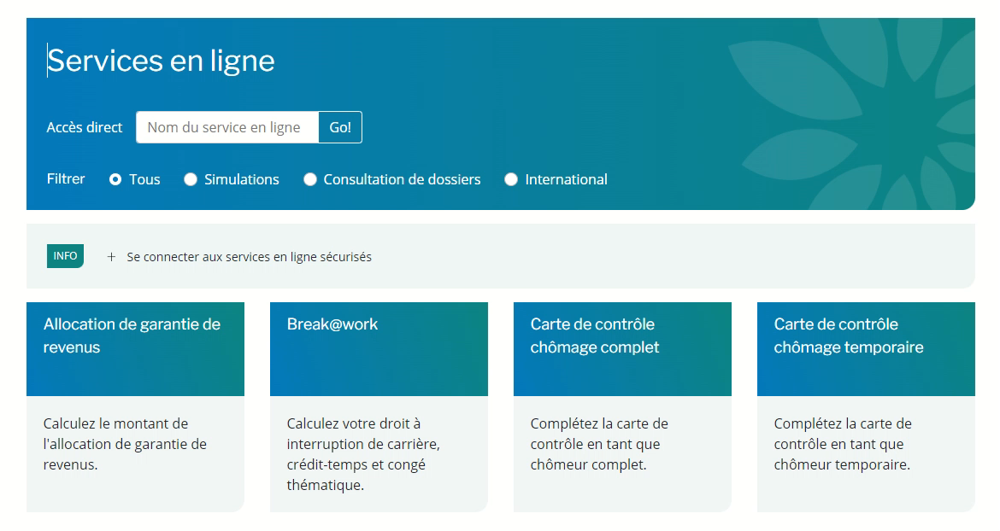 Services en ligne
Accès direct Nom du service en ligne Go!
Filtrer Tous Simulations Consultation de dossiers International
INFO + Se connecter aux services en ligne sécurisés
Allocation de garantie de
revenus
Calculez le montant de
l'allocation de garantie de
revenus.
Break@work
Calculez votre droit à
interruption de carrière,
crédit-temps et congé
thématique.
Carte de contrôle
chômage complet
Complétez la carte de
contrôle en tant que
chômeur complet.
Carte de contrôle
chômage temporaire
Complétez la carte de
contrôle en tant que
chômeur temporaire.